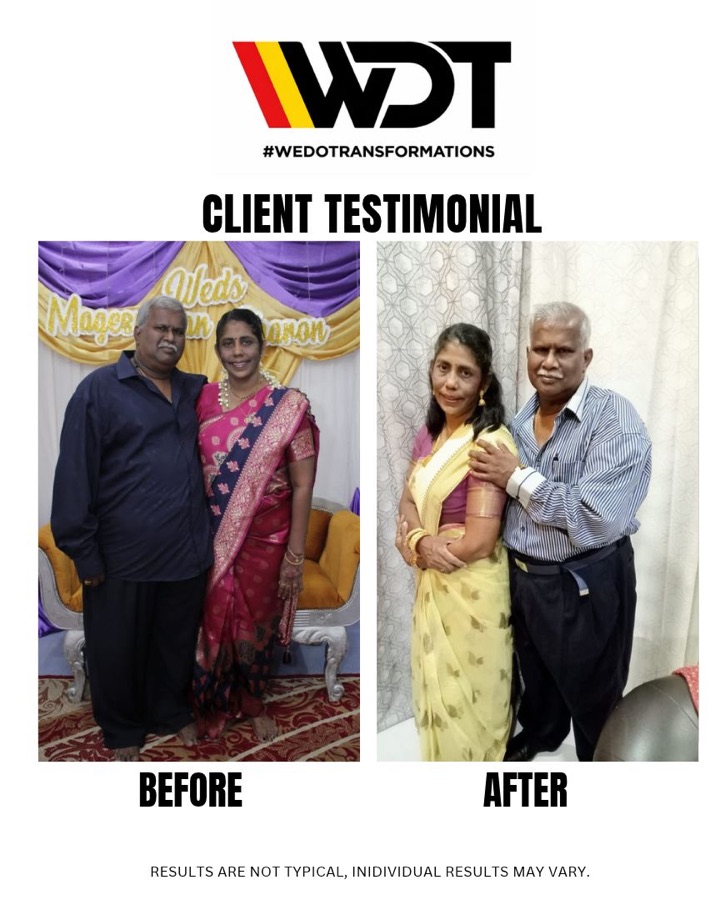 WDT
#WEDOTRANSFORMATIONS
CLIENT TESTIMONIAL
Weds
BEFORE
AFTER
RESULTS ARE NOT TYPICAL, INIDIVIDUAL RESULTS MAY VARY.